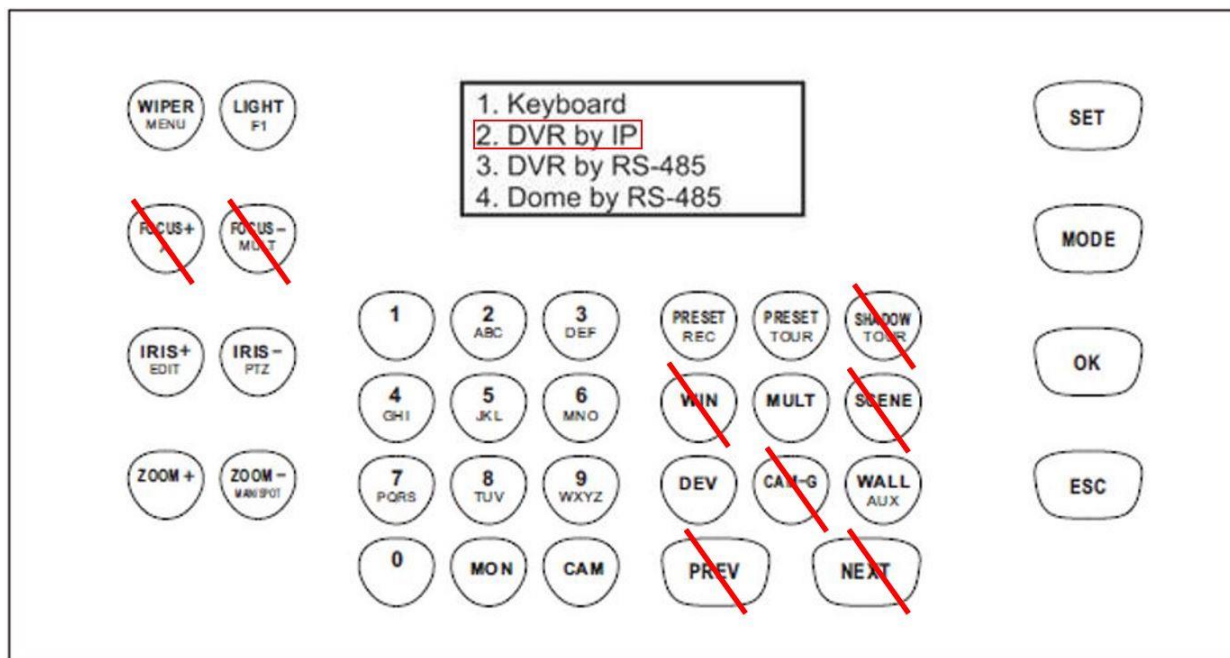 1. Keyboard
2. DVR by IP
3. DVR by RS-485
4. Dome by RS-485
WIPER
MENU
LIGHT
F1
SET
FOCUS+
FOCUS-
MULT
MODE
1
2
ABC
3
DEF
PRESET
REC
PRESET
TOUR
SHADOW
TOUR
IRIS+
EDIT
IRIS-
PTZ
OK
4
GHI
5
JKL
6
MNO
WIN
MULT
SCENE
ZOOM+
ZOOM-
MAIN/SPOT
7
PQRS
8
TUV
9
WXYZ
DEV
CAM-G
WALL
AUX
ESC
0
MON
CAM
PREV
NEXT